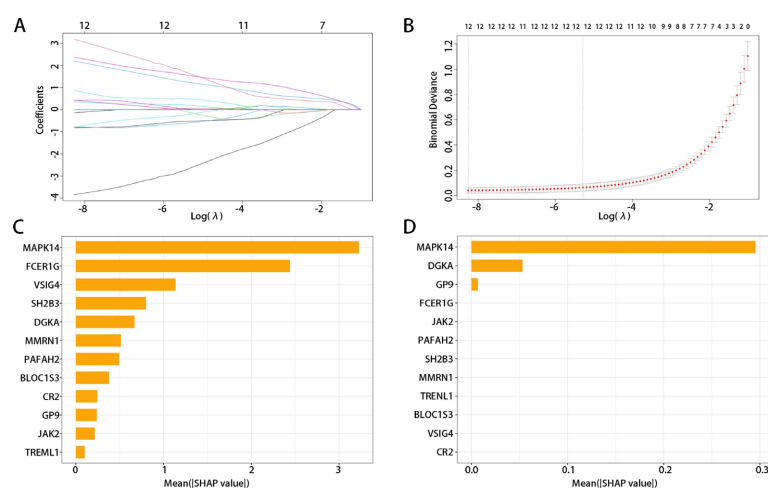 A
12 12 11 7
3
2
1
0
-1
-2
-3
-4
Coefficients
-8 -6 -4 -2
Log(λ)
B
12 12 12 12 12 12 12 11 12 12 12 12 12 12 12 11 12 10 9 9 8 8 7 7 7 4 3 3 2 0
1.2
1.0
0.8
0.6
0.4
0.2
0.0
Binomial Deviance
-8 -6 -4 -2
Log(λ)
C
MAPK14
FCER1G
VSIG4
SH2B3
DGKA
MMRN1
PAFAH2
BLOC1S3
CR2
GP9
JAK2
TREML1
0 1 2 3
Mean(|SHAP value|)
D
MAPK14
DGKA
GP9
FCER1G
JAK2
PAFAH2
SH2B3
MMRN1
TRENL1
BLOC1S3
VSIG4
CR2
0.0 0.1 0.2 0.3
Mean(|SHAP value|)